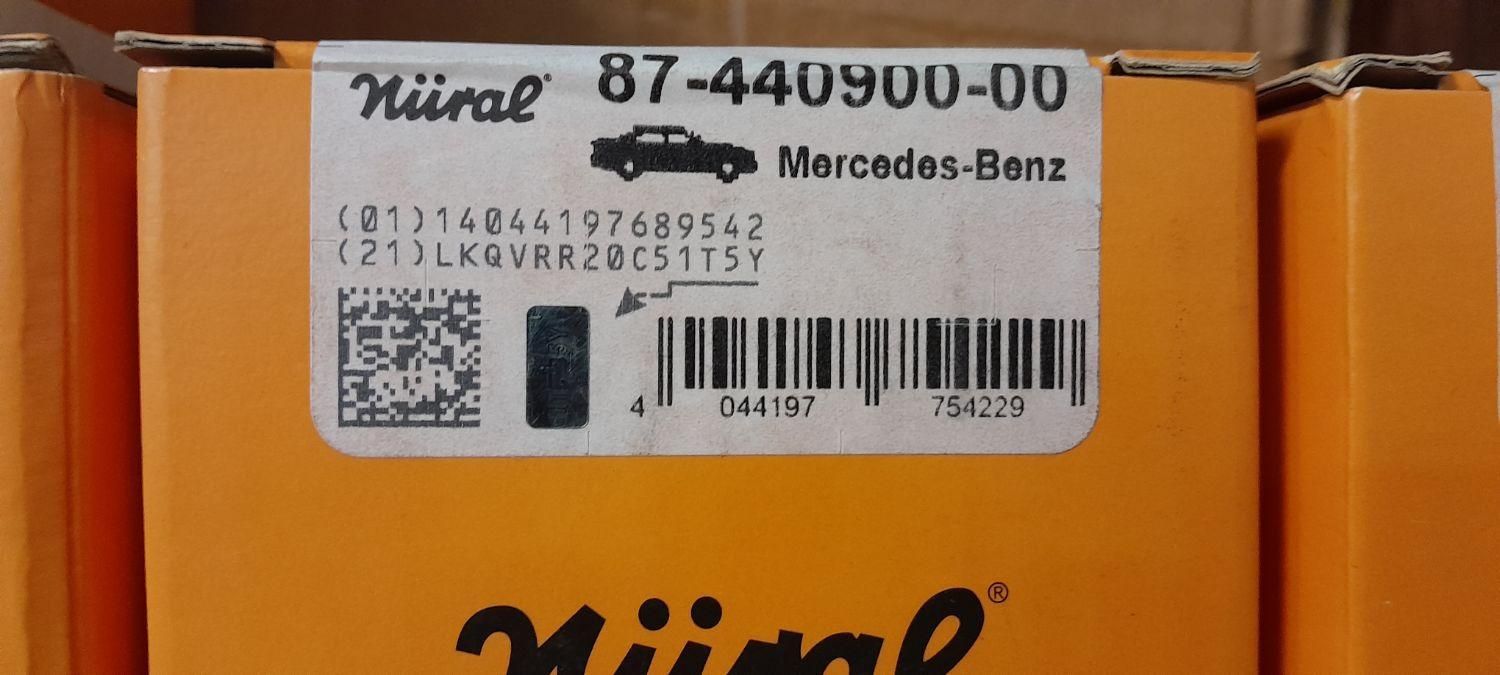 Nüral® 87-440900-00
Mercedes-Benz
(01)14044197689542
(21)LKQVRR20C51T5Y
4 044197 754229
Nüral®